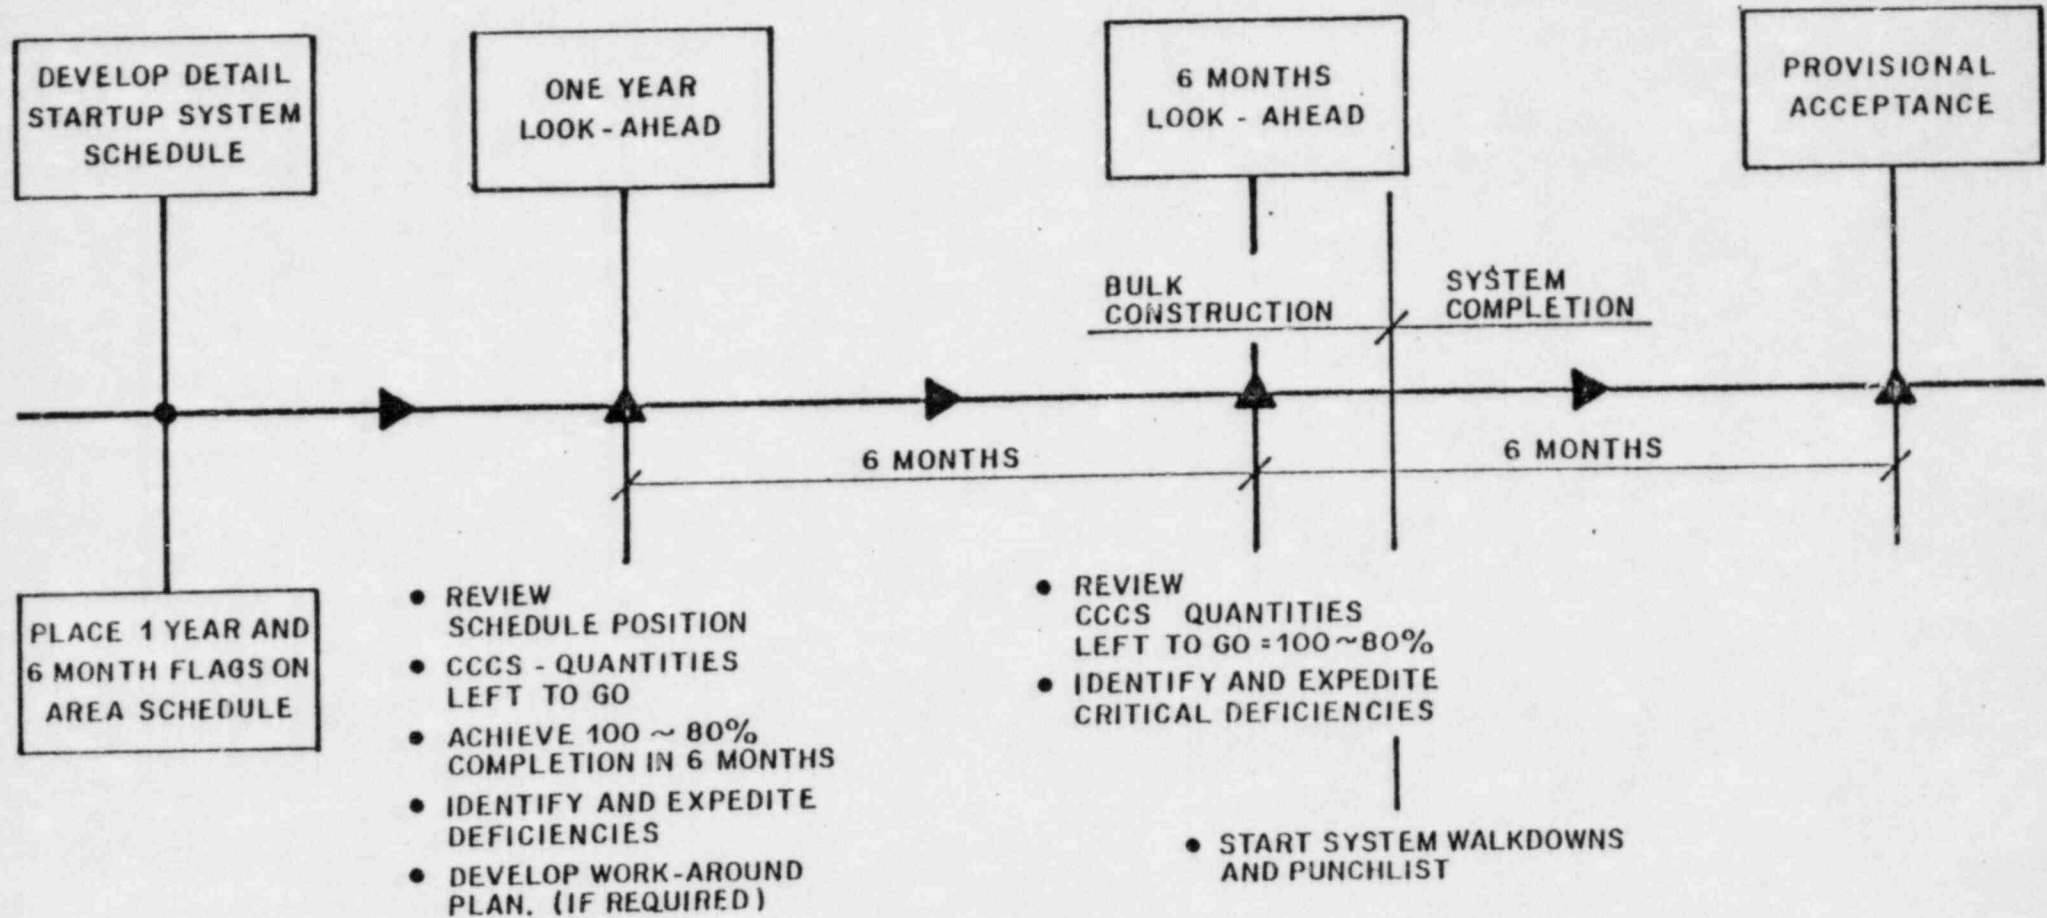 DEVELOP DETAIL
STARTUP SYSTEM
SCHEDULE
ONE YEAR
LOOK - AHEAD
6 MONTHS
LOOK - AHEAD
PROVISIONAL
ACCEPTANCE
BULK
CONSTRUCTION
SYSTEM
COMPLETION
6 MONTHS
6 MONTHS
PLACE 1 YEAR AND
6 MONTH FLAGS ON
AREA SCHEDULE
• REVIEW
SCHEDULE POSITION
• CCCS - QUANTITIES
LEFT TO GO
• ACHIEVE 100 ~ 80%
COMPLETION IN 6 MONTHS
• IDENTIFY AND EXPEDITE
DEFICIENCIES
• DEVELOP WORK-AROUND
PLAN. (IF REQUIRED)
• REVIEW
CCCS QUANTITIES
LEFT TO GO = 100 ~ 80%
• IDENTIFY AND EXPEDITE
CRITICAL DEFICIENCIES
• START SYSTEM WALKDOWNS
AND PUNCHLIST